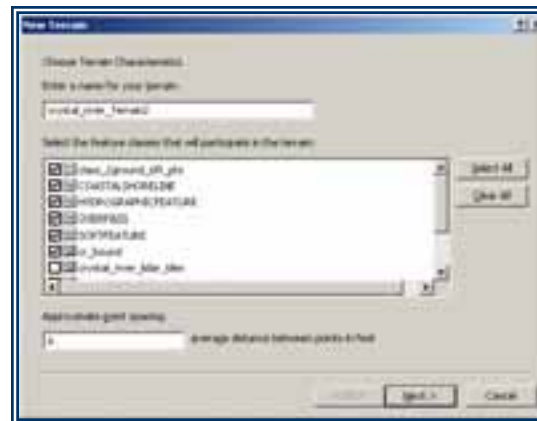 New Terrain
Choose Terrain Characteristics
Enter a name for your terrain:
crystal_river_Terrain2
Select the feature classes that will participate in the terrain:
COASTALSHORELINE
HYDROGRAPHICFEATURE
OVERPASS
SOFTFEATURE
cr_bound
crystal_river_lidar_tiles
Select All
Clear All
Approximate point spacing:
average distance between points in feet
Next >
Cancel